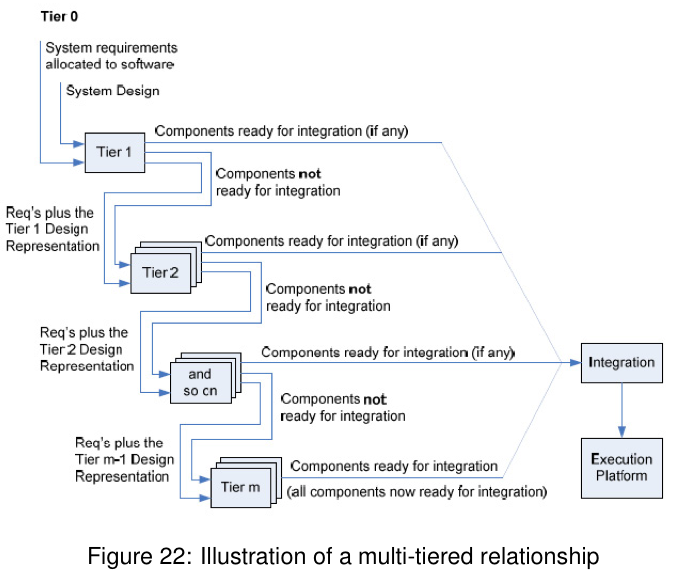 Tier 0
System requirements
allocated to software
System Design
Components ready for integration (if any)
Tier 1
Components not
ready for integration
Req's plus the
Tier 1 Design
Representation
Components ready for integration (if any)
Tier 2
Components not
ready for integration
Req's plus the
Tier 2 Design
Representation
Components ready for integration (if any)
and
so cn
Integration
Components not
ready for integration
Req's plus the
Tier m-1 Design
Representation
Components ready for integration
Tier m
(all components now ready for integration)
Execution
Platform
Figure 22: Illustration of a multi-tiered relationship